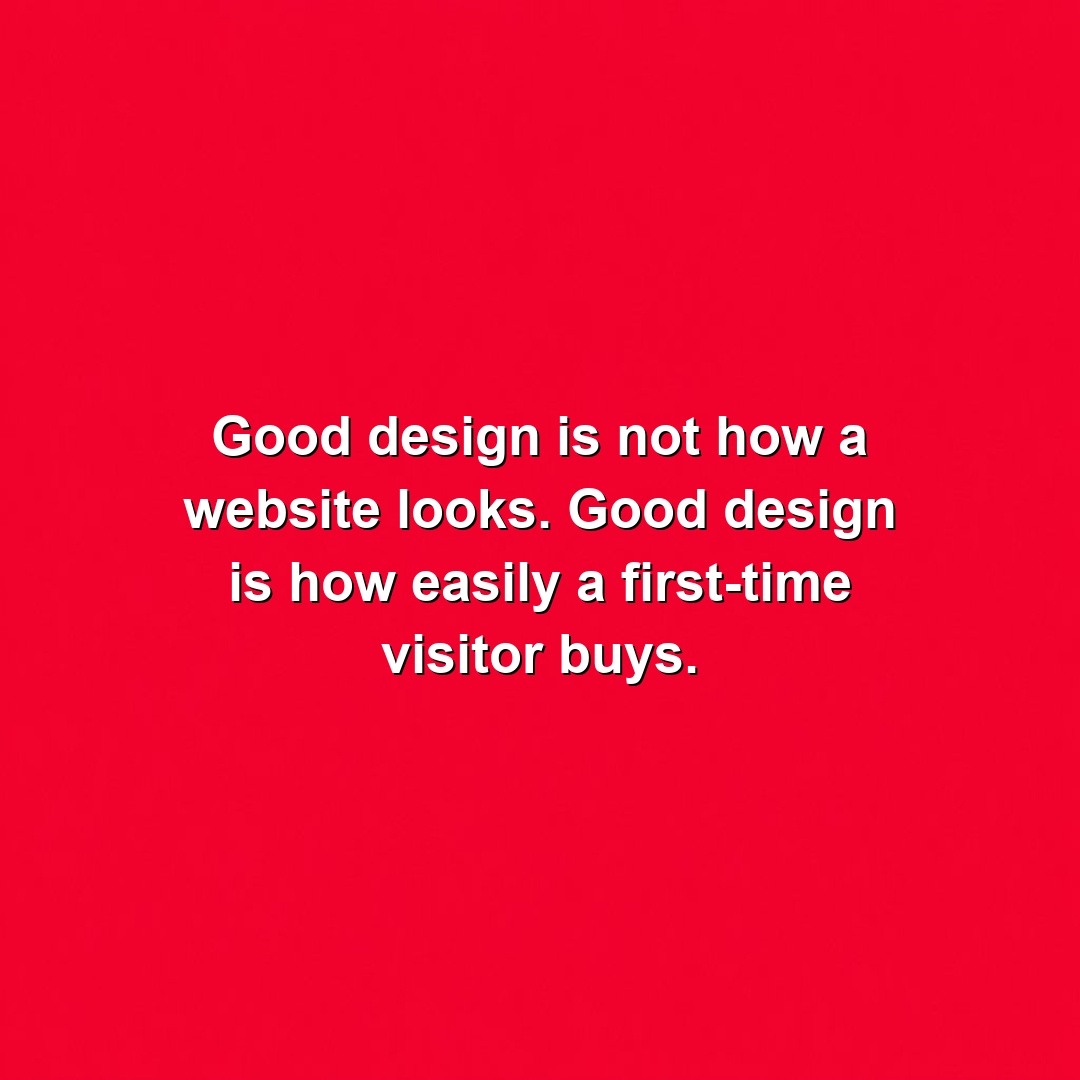 Good design is not how a
website looks. Good design
is how easily a first-time
visitor buys.